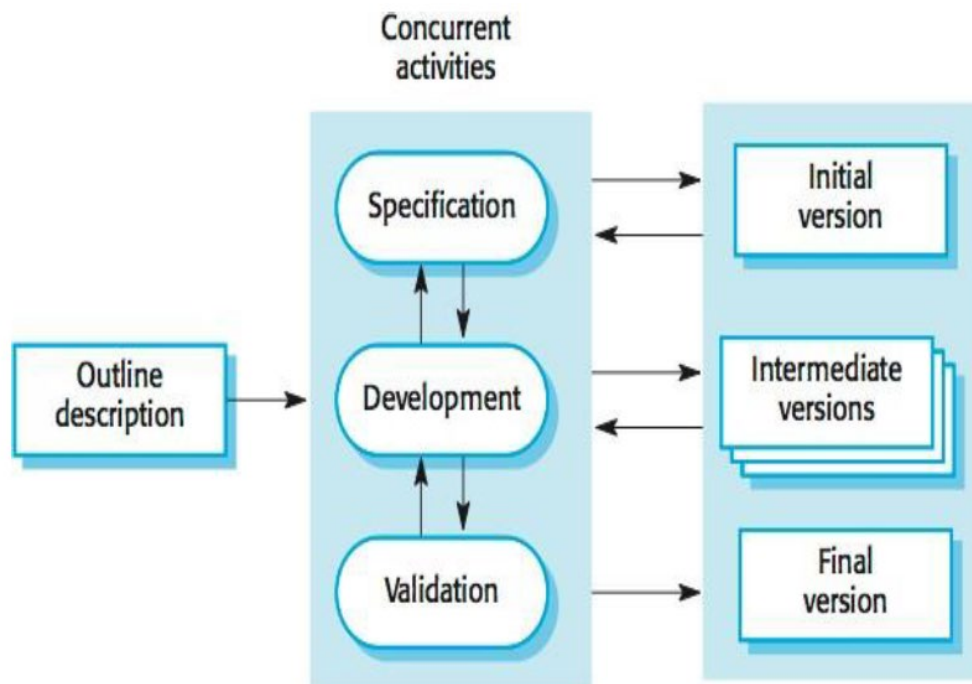 Concurrent
activities
Specification
Initial
version
Outline
description
Development
Intermediate
versions
Validation
Final
version